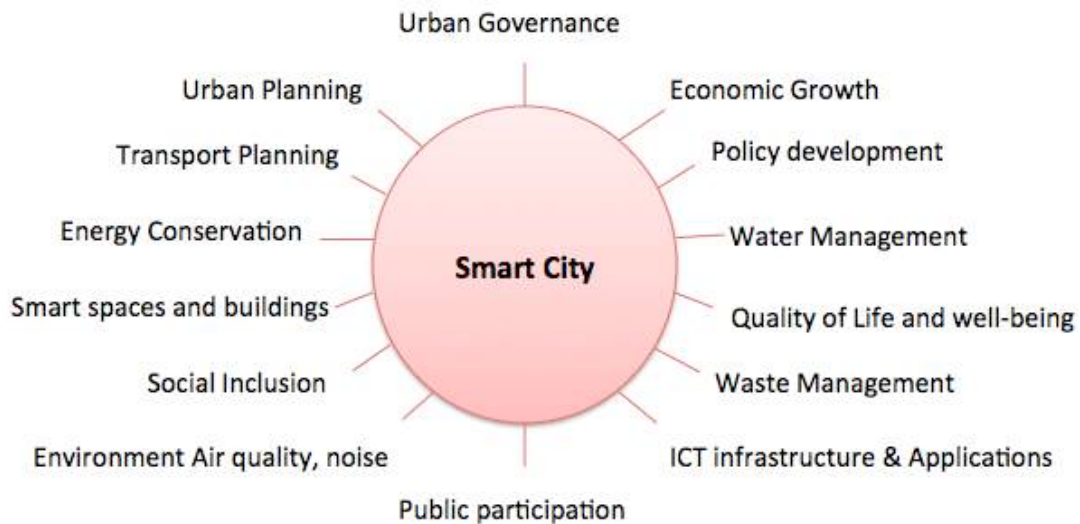 Urban Governance
Urban Planning
Economic Growth
Transport Planning
Policy development
Energy Conservation
Water Management
Smart City
Smart spaces and buildings
Quality of Life and well-being
Social Inclusion
Waste Management
Environment Air quality, noise
ICT infrastructure & Applications
Public participation